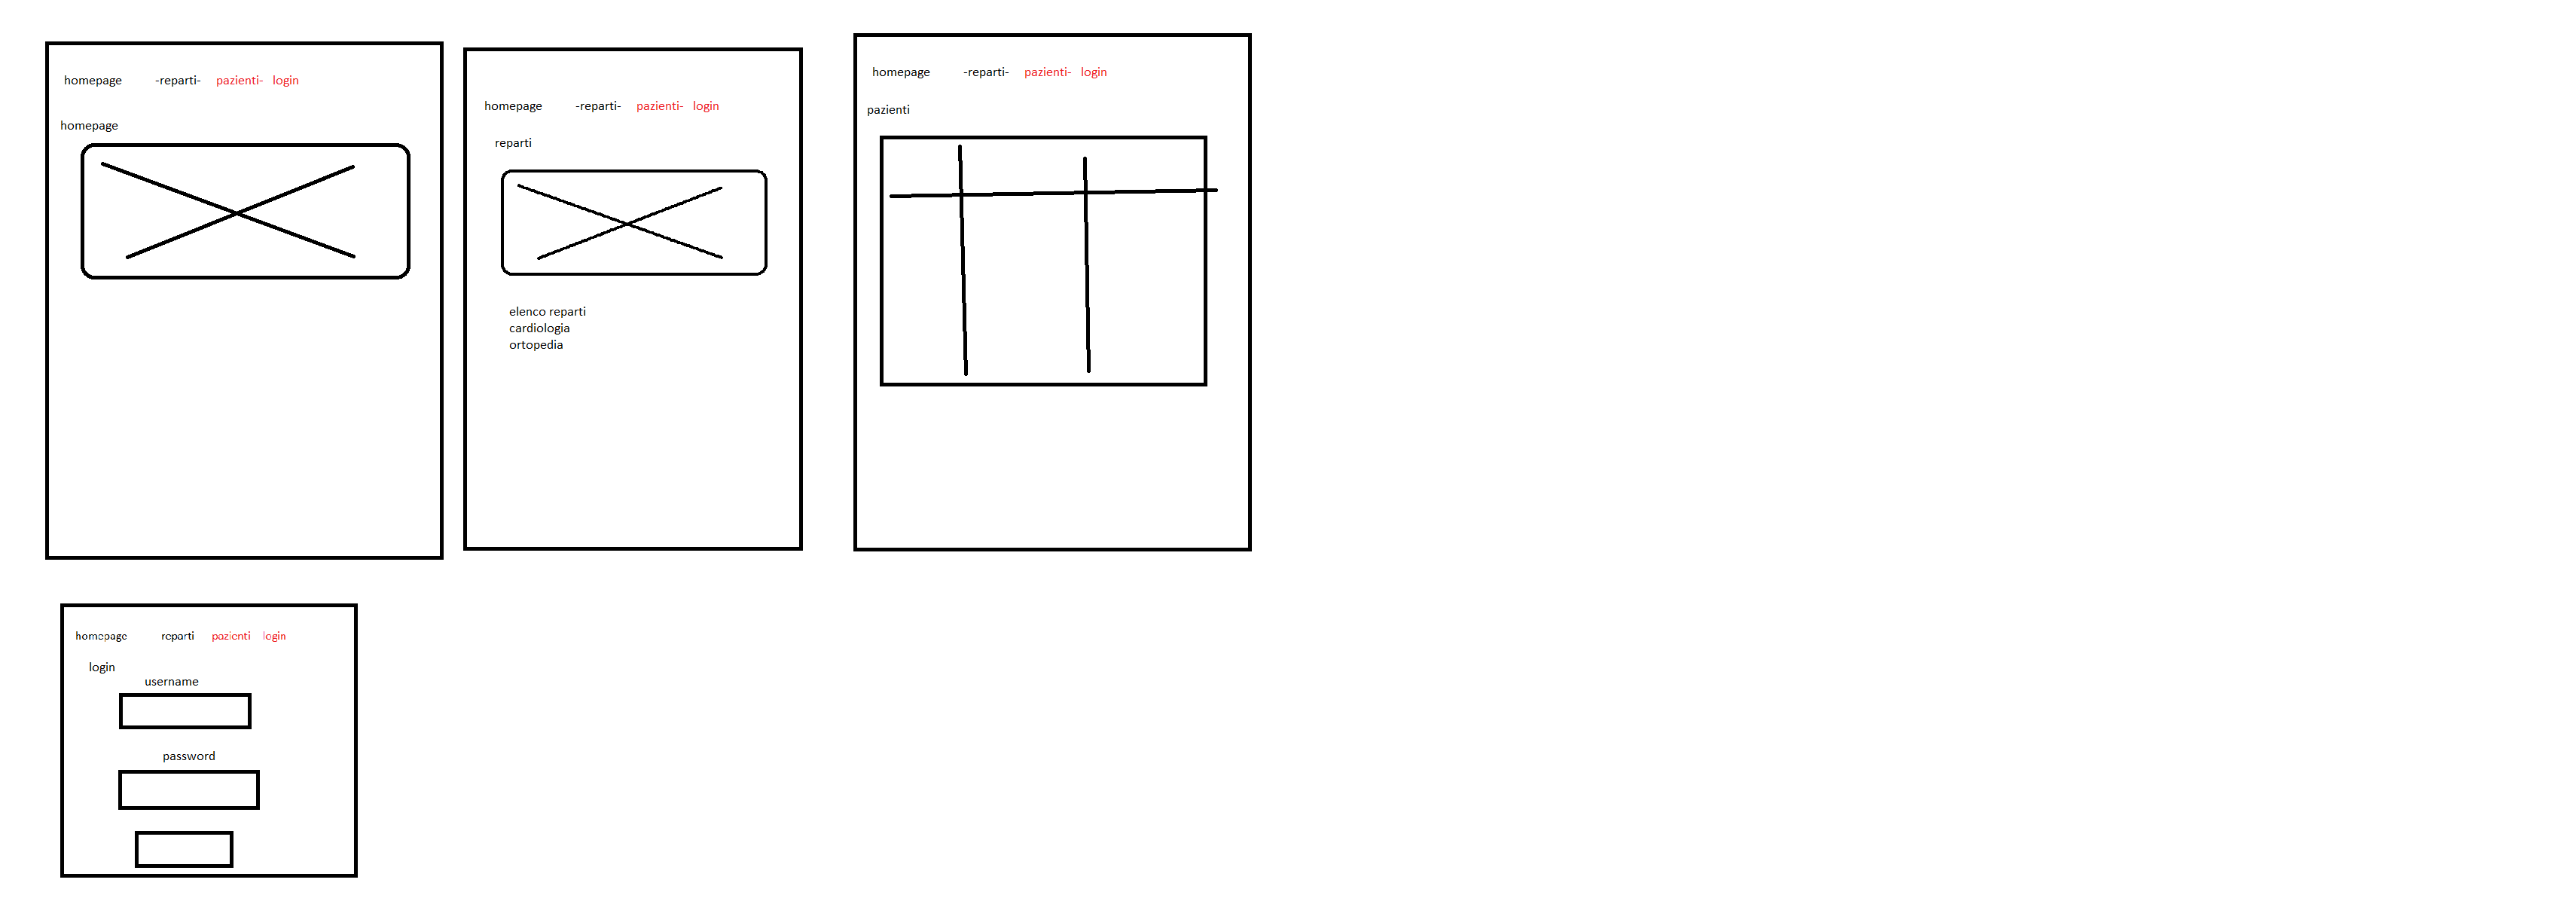 homepage -reparti- pazienti- login
homepage
homepage -reparti- pazienti- login
reparti
elenco reparti
cardiologia
ortopedia
homepage -reparti- pazienti- login
pazienti
homepage reparti pazienti login
login
username
password